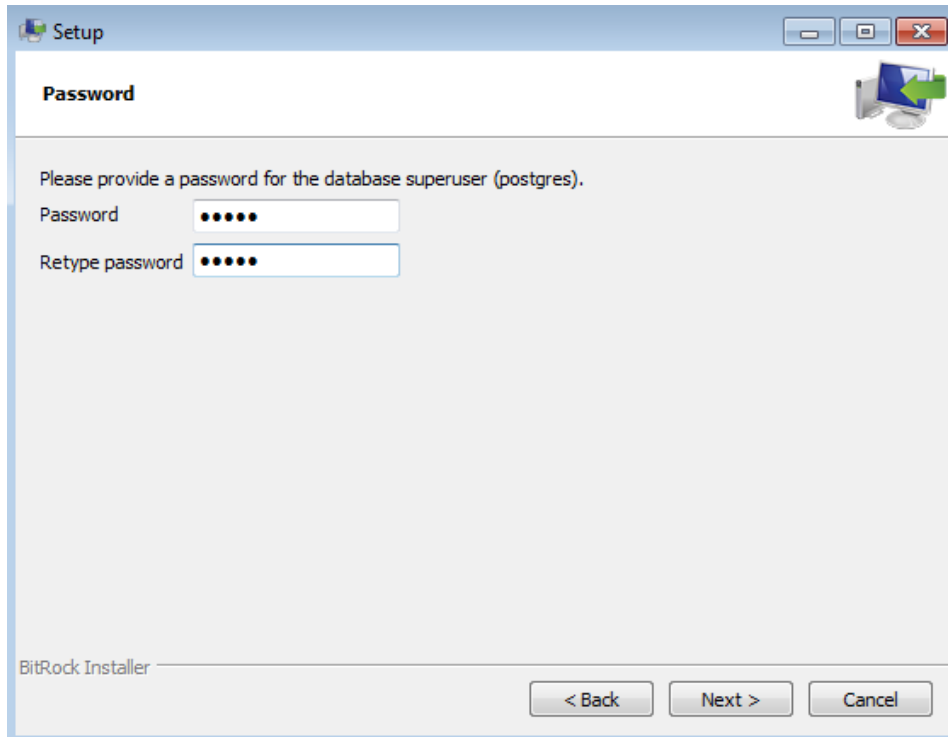 Setup
Password
Please provide a password for the database superuser (postgres).
Password •••••
Retype password •••••
BitRock Installer
< Back Next > Cancel